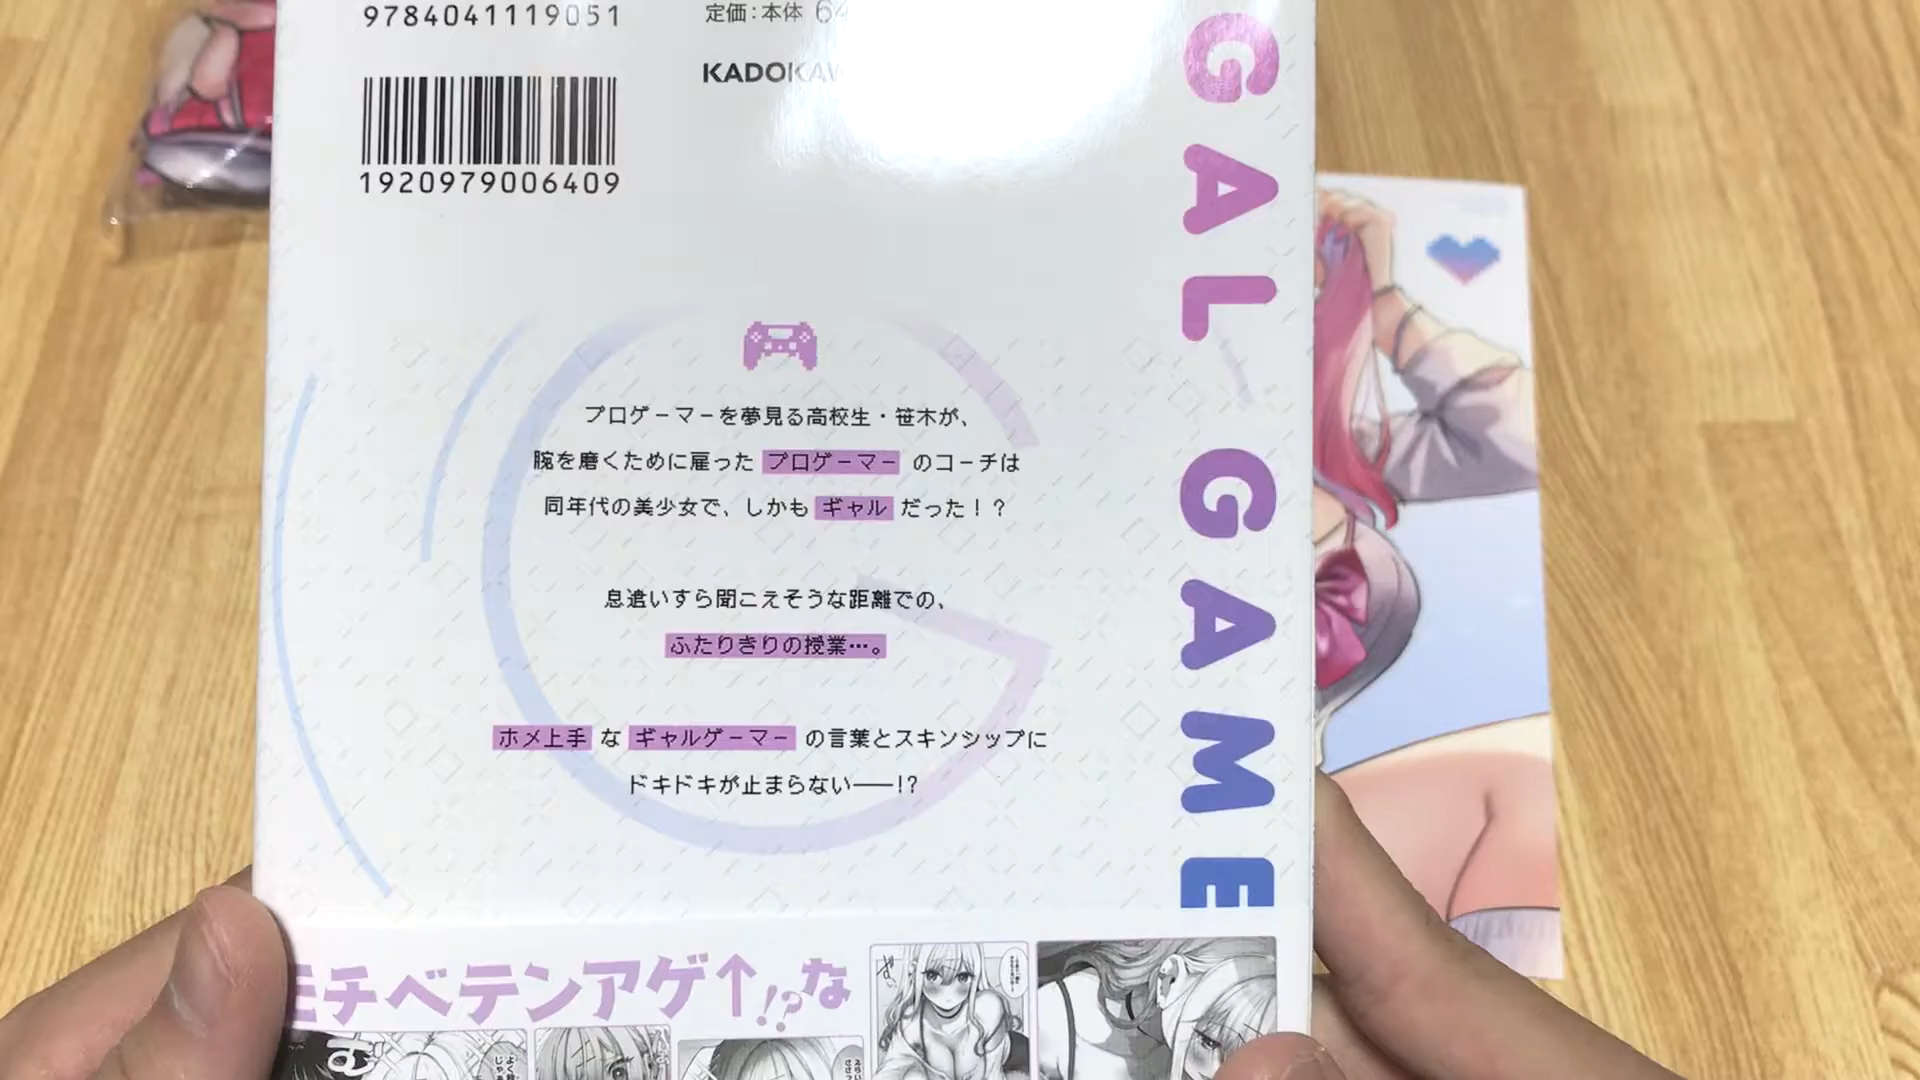 9784041119051
定価:本体 64
KADOKAW
1920979006409
GAL GAME
プロゲーマーを夢見る高校生・笹木が、
腕を磨くために雇った プロゲーマー のコーチは
同年代の美少女で、しかも ギャル だった!?
息遣いすら聞こえそうな距離での、
ふたりきりの授業…。
ホメ上手 な ギャルゲーマー の言葉とスキンシップに
ドキドキが止まらない――!?
モチベテンアゲ↑!?な